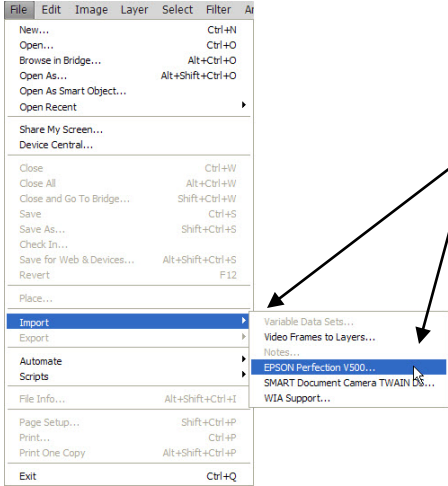 File Edit Image Layer Select Filter
New... Ctrl+N
Open... Ctrl+O
Browse in Bridge... Alt+Ctrl+O
Open As... Alt+Shift+Ctrl+O
Open As Smart Object...
Open Recent
Share My Screen...
Device Central...
Close Ctrl+W
Close All Alt+Ctrl+W
Close and Go To Bridge... Shift+Ctrl+W
Save Ctrl+S
Save As... Shift+Ctrl+S
Check In...
Save for Web & Devices... Alt+Shift+Ctrl+S
Revert F12
Place...
Import
Export
Automate
Scripts
File Info... Alt+Shift+Ctrl+I
Page Setup... Shift+Ctrl+P
Print... Ctrl+P
Print One Copy Alt+Shift+Ctrl+P
Exit Ctrl+Q
Variable Data Sets...
Video Frames to Layers...
Notes...
EPSON Perfection V500...
SMART Document Camera TWAIN DS...
WIA Support...